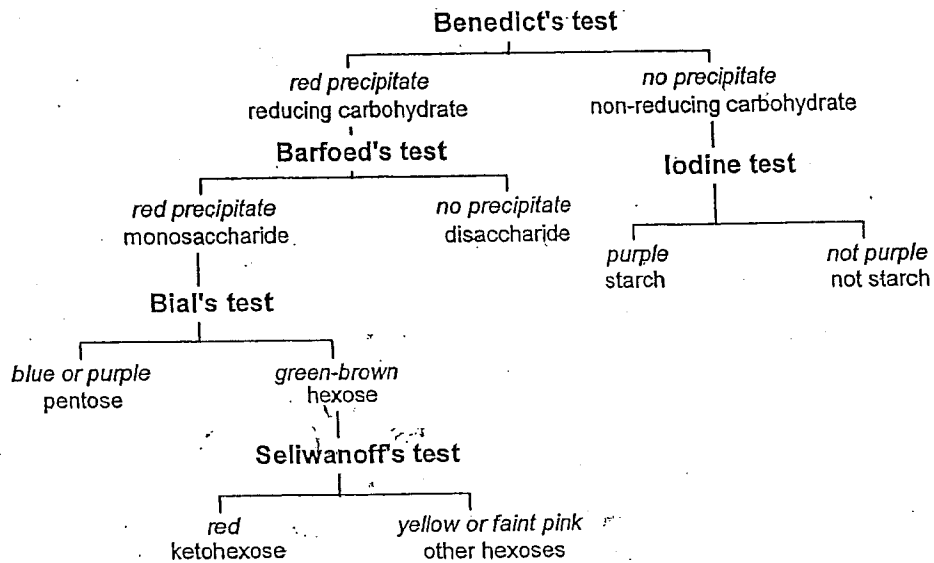 Benedict's test
red precipitate
reducing carbohydrate
no precipitate
non-reducing carbohydrate
Barfoed's test
Iodine test
red precipitate
monosaccharide
no precipitate
disaccharide
purple
starch
not purple
not starch
Bial's test
blue or purple
pentose
green-brown
hexose
Seliwanoff's test
red
ketohexose
yellow or faint pink
other hexoses